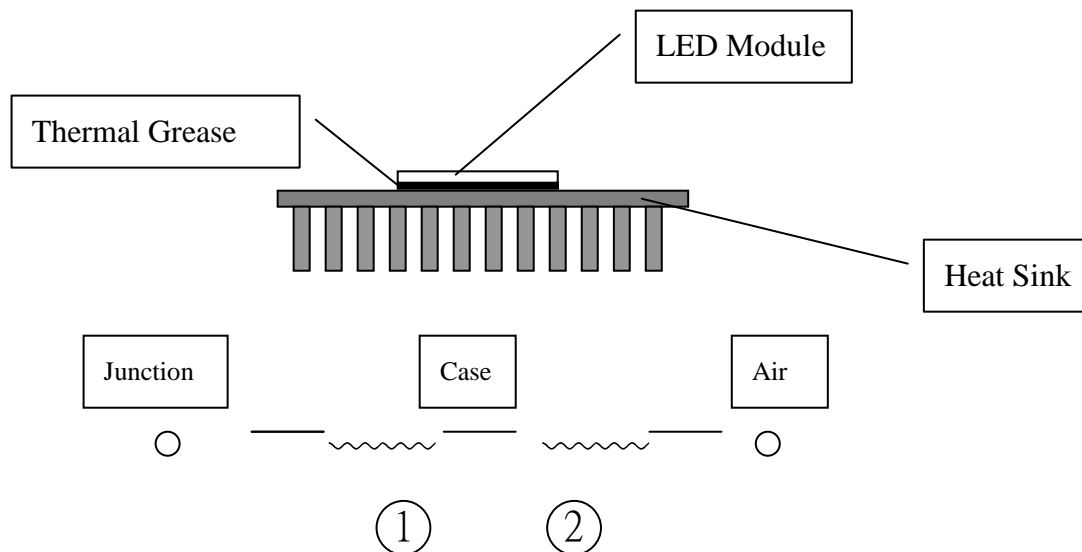 LED Module
Thermal Grease
Heat Sink
Junction
Case
Air
①
②